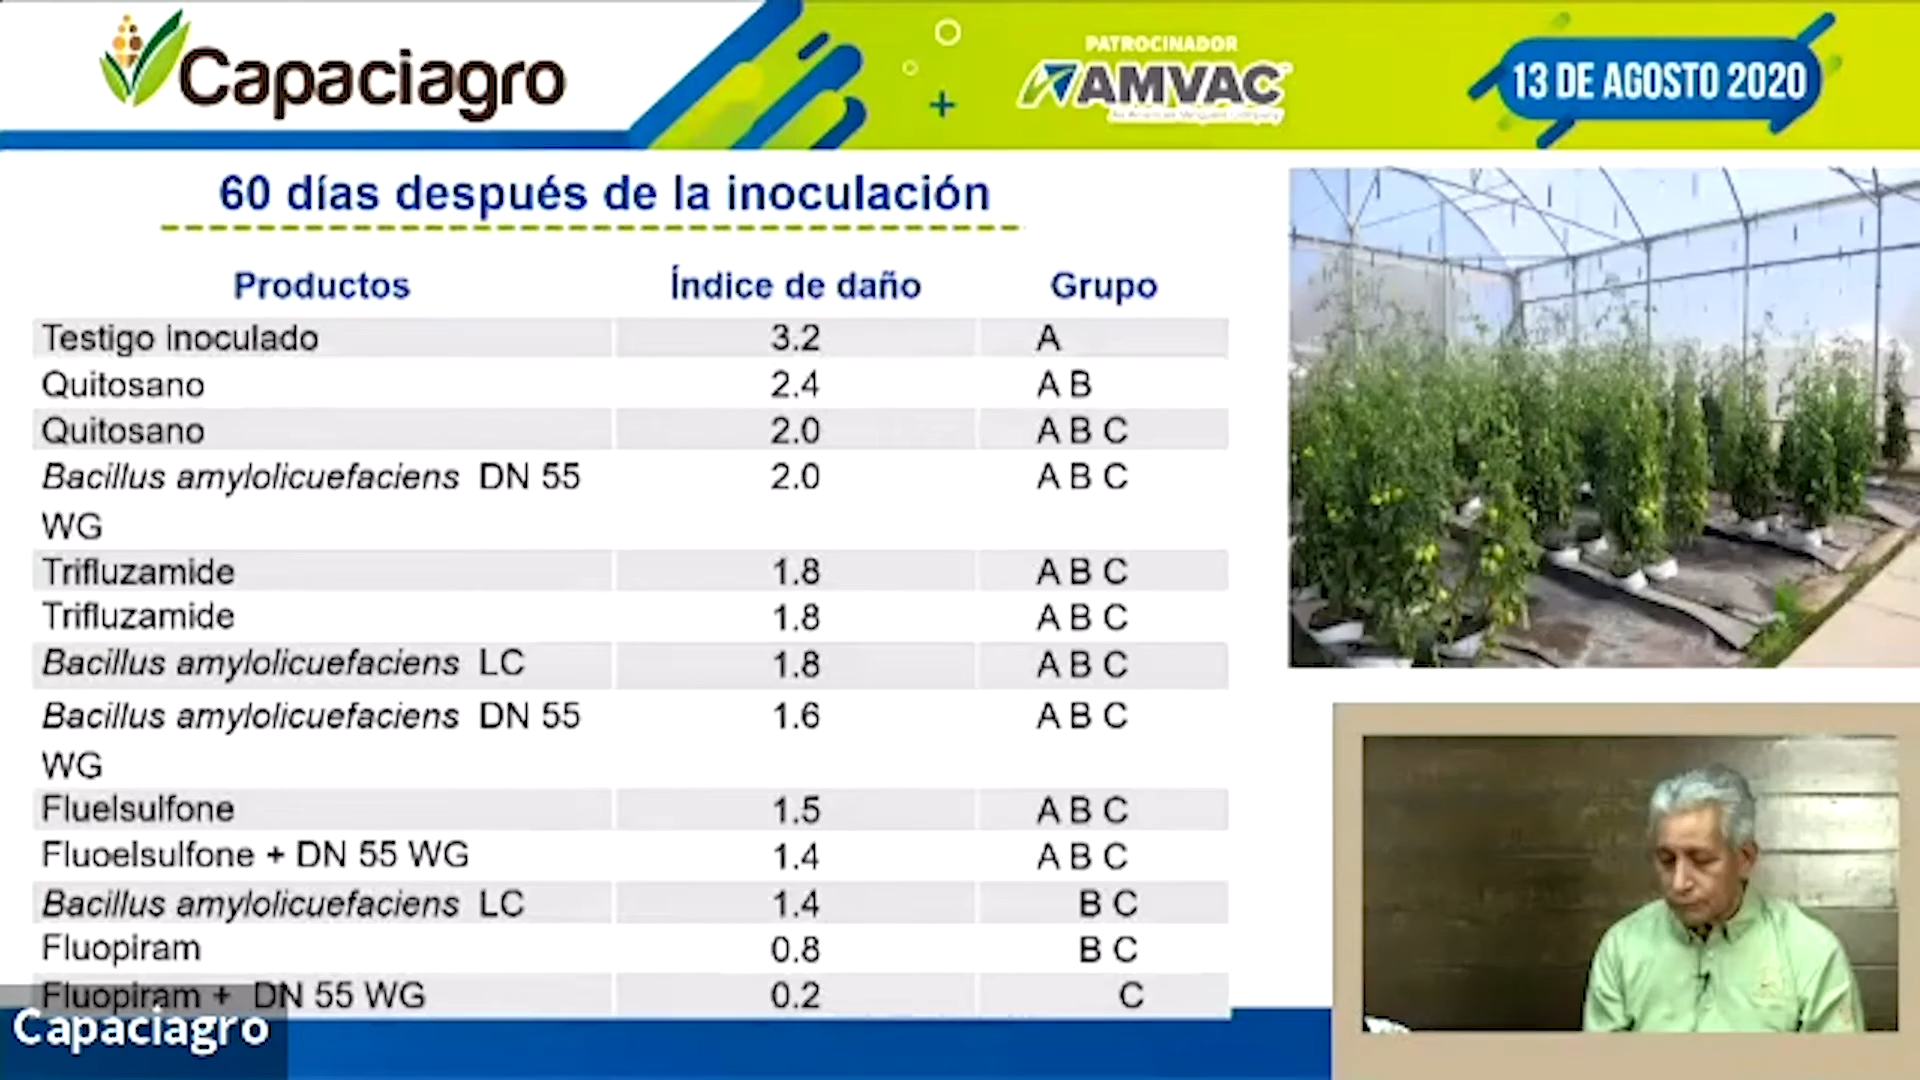 Capaciagro
PATROCINADOR
AMVAC
An American Vanguard Company
13 DE AGOSTO 2020
60 días después de la inoculación
Productos Índice de daño Grupo
Testigo inoculado 3.2 A
Quitosano 2.4 A B
Quitosano 2.0 A B C
Bacillus amylolicuefaciens DN 55 2.0 A B C
WG
Trifluzamide 1.8 A B C
Trifluzamide 1.8 A B C
Bacillus amylolicuefaciens LC 1.8 A B C
Bacillus amylolicuefaciens DN 55 1.6 A B C
WG
Fluelsulfone 1.5 A B C
Fluoelsulfone + DN 55 WG 1.4 A B C
Bacillus amylolicuefaciens LC 1.4 B C
Fluopiram 0.8 B C
Fluopiram + DN 55 WG 0.2 C
Capaciagro